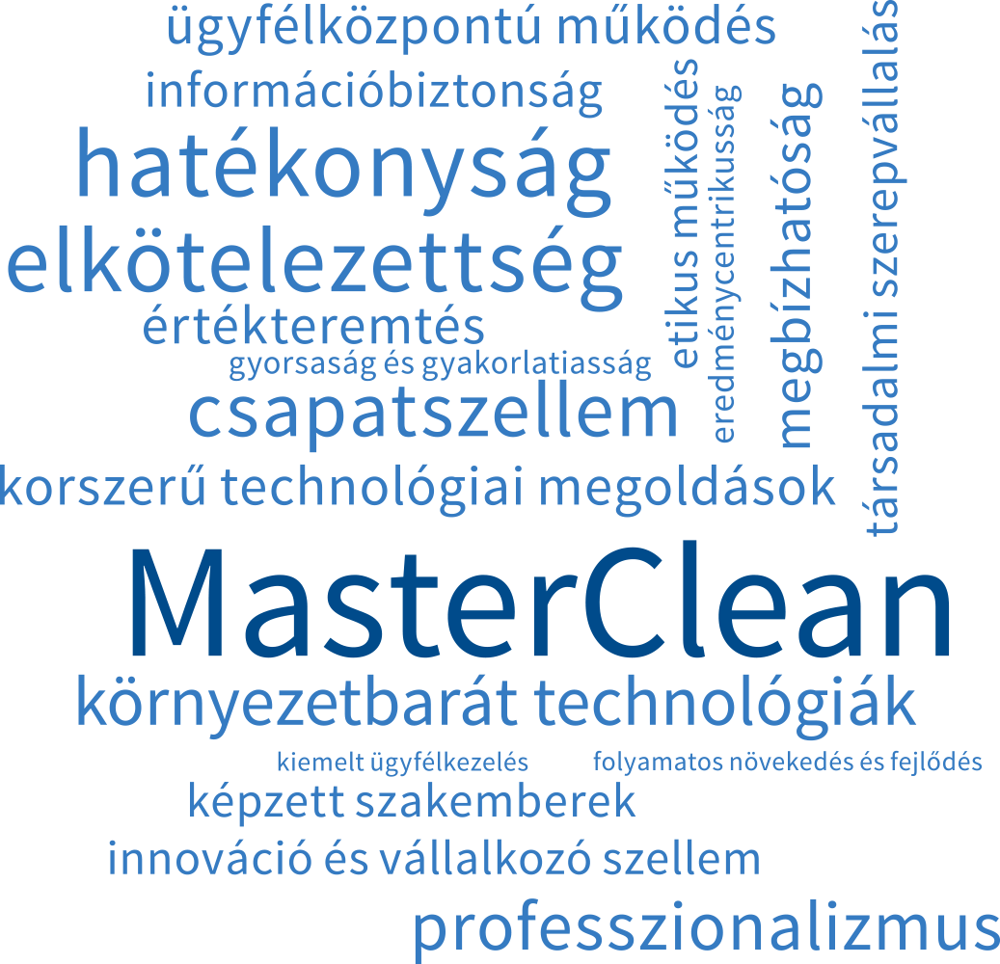 ügyfélközpontú működés
információbiztonság
hatékonyság
elkötelezettség
értékteremtés
gyorsaság és gyakorlatiasság
csapatszellem
etikus működés
eredménycentrikusság
megbízhatóság
társadalmi szerepvállalás
korszerű technológiai megoldások
MasterClean
környezetbarát technológiák
kiemelt ügyfélkezelés
folyamatos növekedés és fejlődés
képzett szakemberek
innováció és vállalkozó szellem
professzionalizmus